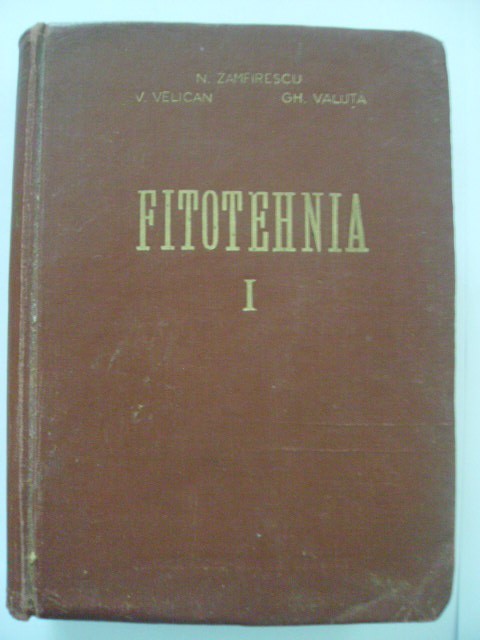 N. ZAMFIRESCU
V. VELICAN GH. VALUȚĂ
FITOTEHNIA
I